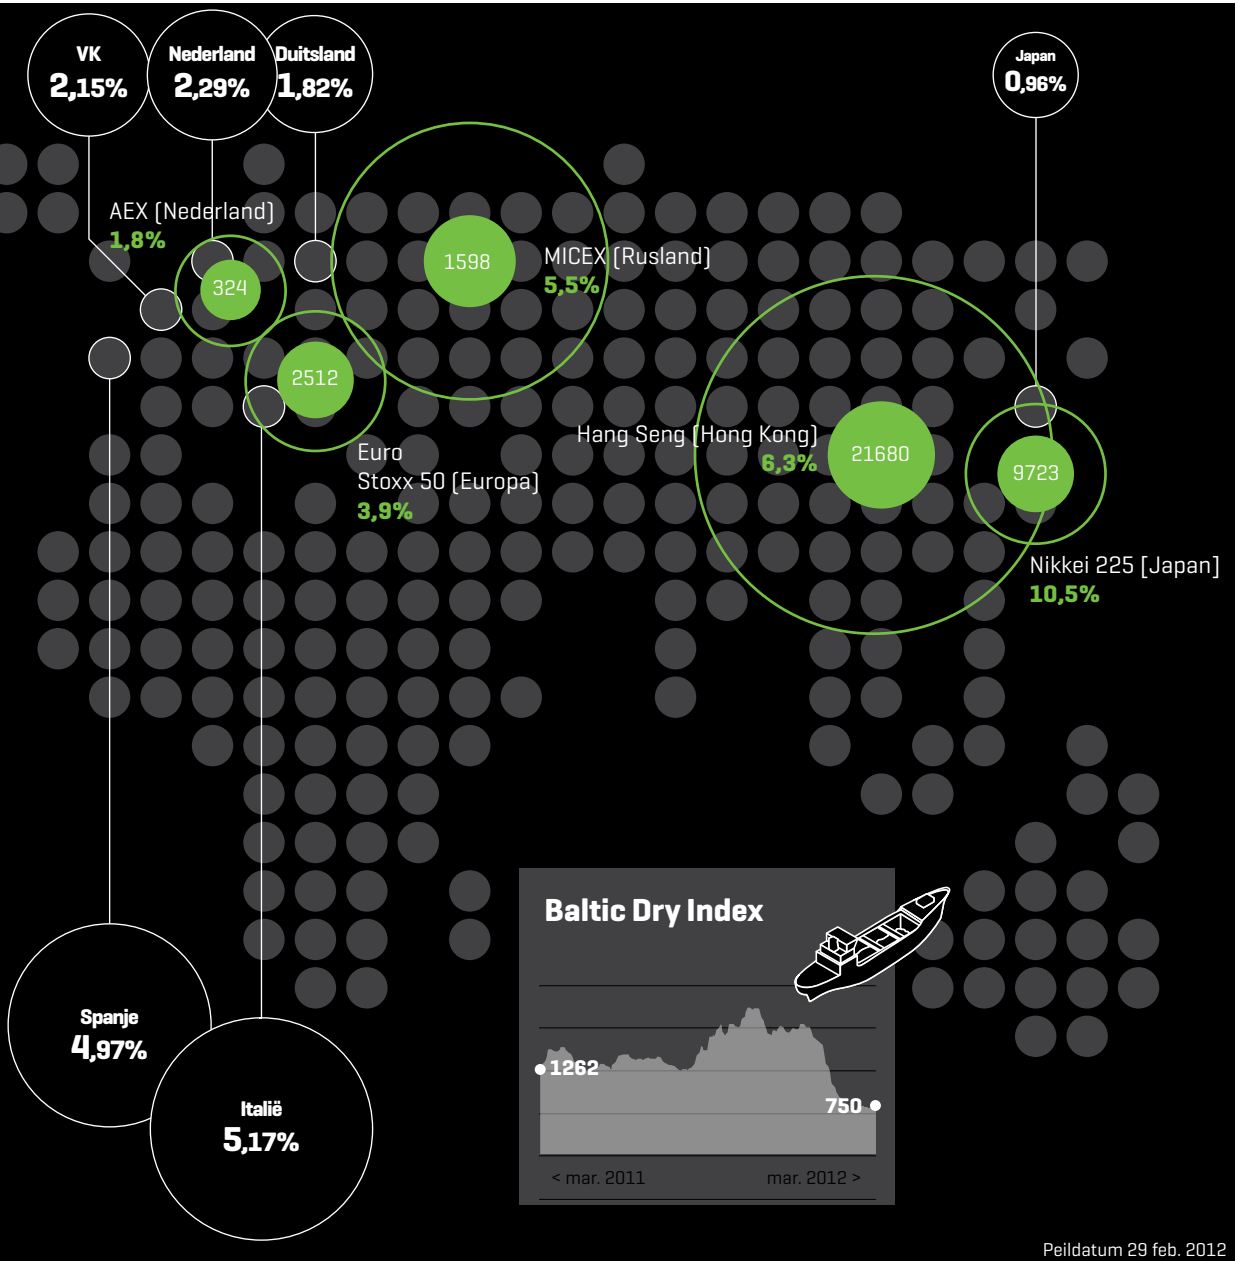 VK
2,15%
Nederland
2,29%
Duitsland
1,82%
Japan
0,96%
AEX (Nederland)
1,8%
324
1598
MICEX (Rusland)
5,5%
2512
Euro
Stoxx 50 (Europa)
3,9%
Hang Seng (Hong Kong)
6,3%
21680
9723
Nikkei 225 [Japan]
10,5%
Spanje
4,97%
Italië
5,17%
Baltic Dry Index
1262
750
< mar. 2011
mar. 2012 >
Peildatum 29 feb. 2012